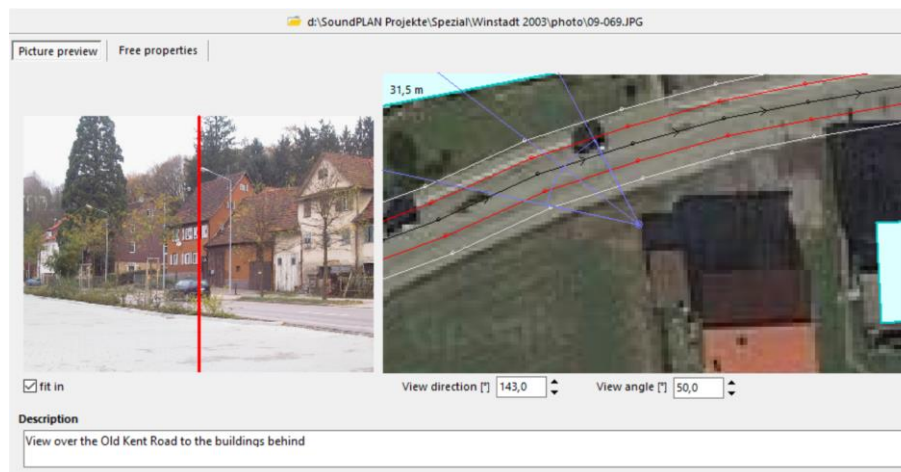 d:\SoundPLAN Projekte\Spezial\Winstadt 2003\photo\09-069.JPG
Picture preview Free properties
31,5 m
fit in
View direction [°] 143,0 View angle [°] 50,0
Description
View over the Old Kent Road to the buildings behind